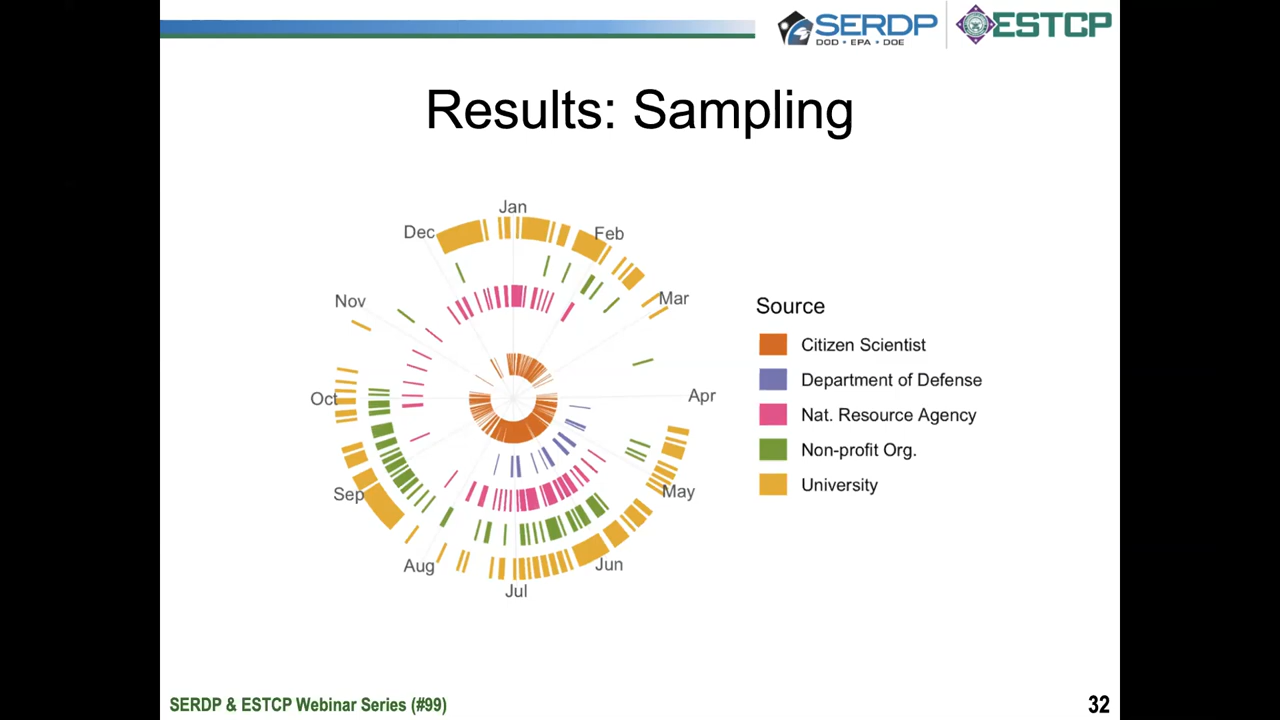 SERDP
DOD • EPA • DOE
ESTCP
Results: Sampling
Jan
Feb
Mar
Apr
May
Jun
Jul
Aug
Sep
Oct
Nov
Dec
Source
Citizen Scientist
Department of Defense
Nat. Resource Agency
Non-profit Org.
University
SERDP & ESTCP Webinar Series (#99)
32